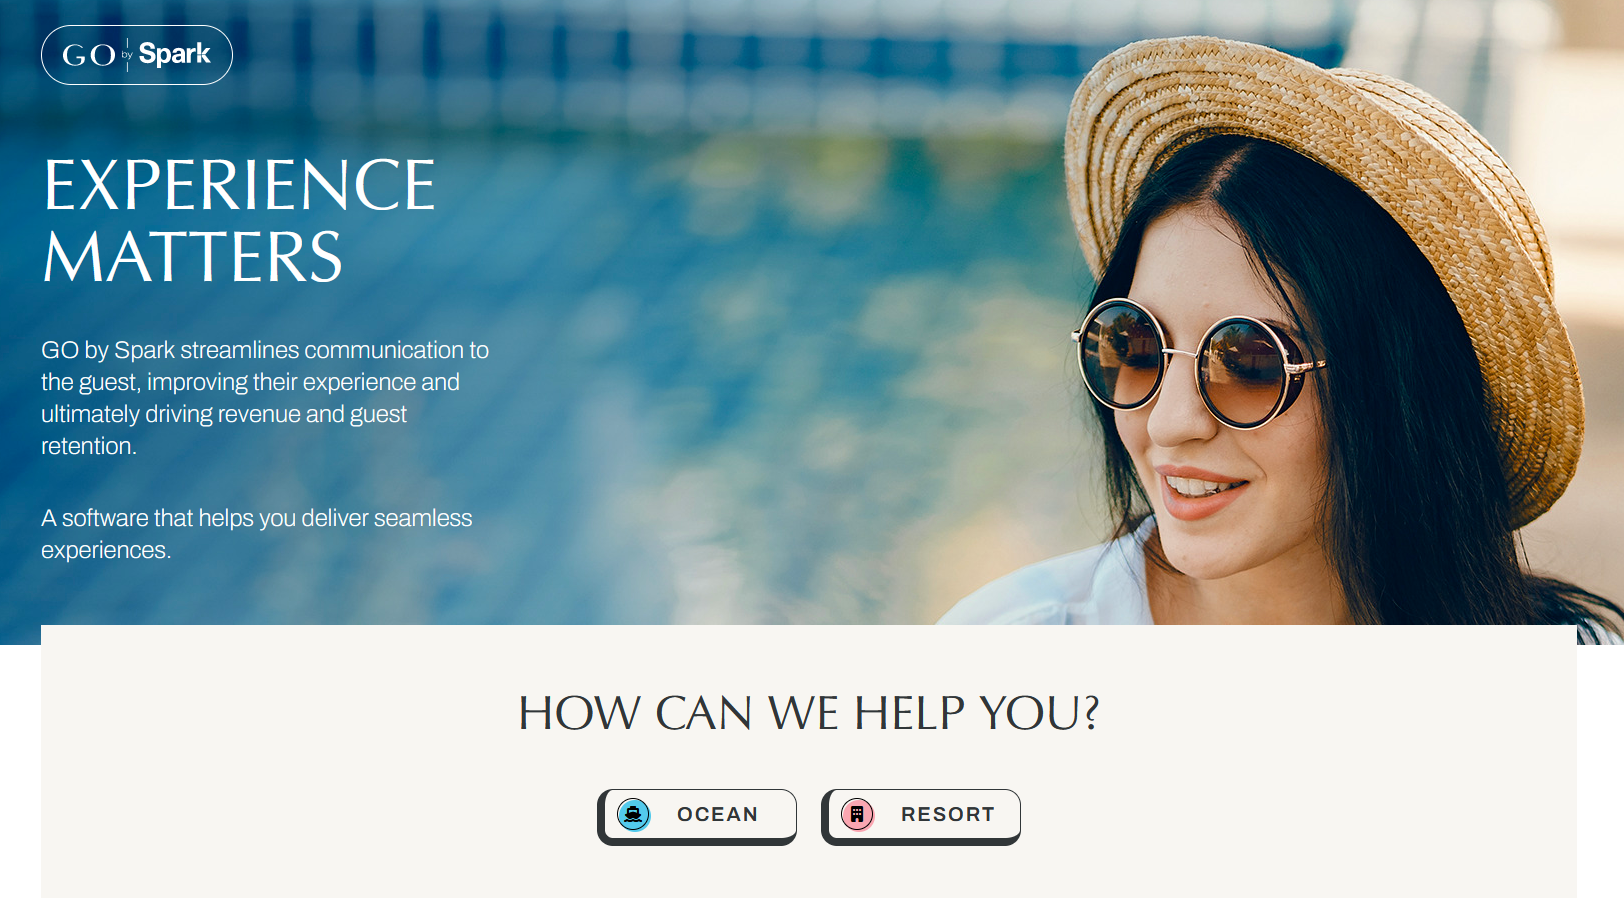 GO by Spark
EXPERIENCE
MATTERS
GO by Spark streamlines communication to
the guest, improving their experience and
ultimately driving revenue and guest
retention.
A software that helps you deliver seamless
experiences.
HOW CAN WE HELP YOU?
OCEAN
RESORT